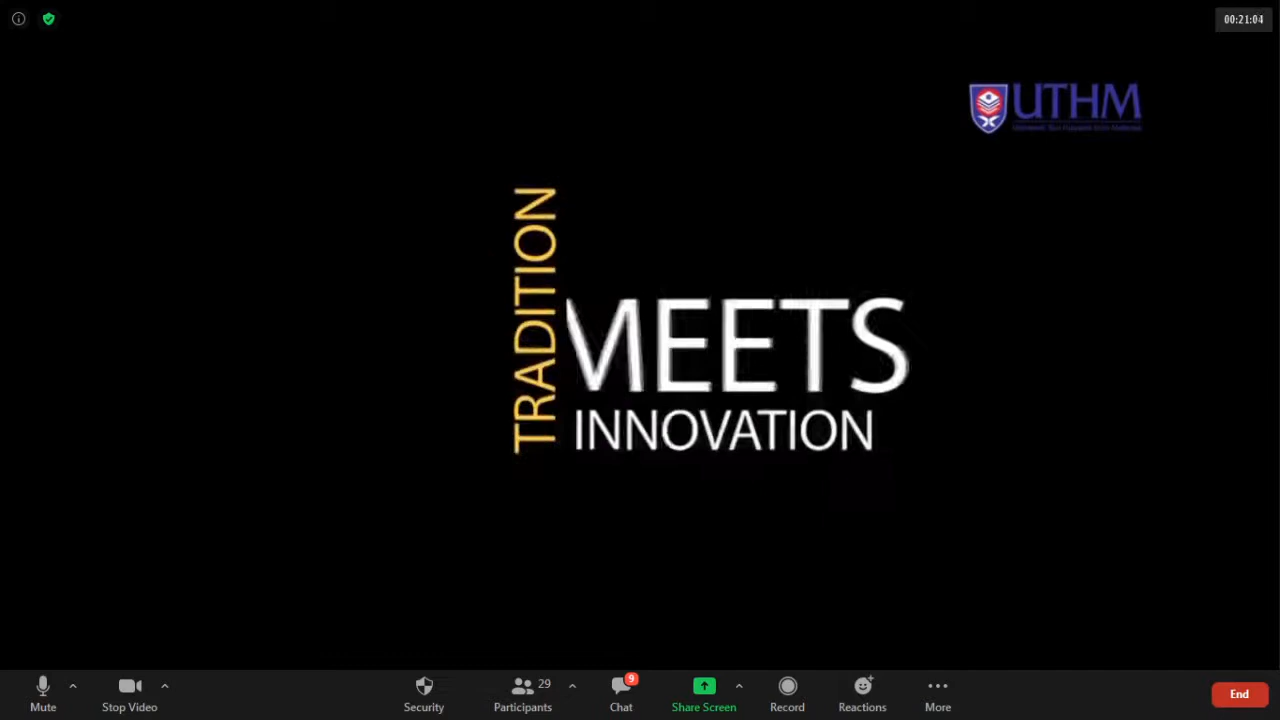 00:21:04
UTHM
TRADITION
MEETS
INNOVATION
Mute
Stop Video
Security
Participants
29
Chat
9
Share Screen
Record
Reactions
More
End